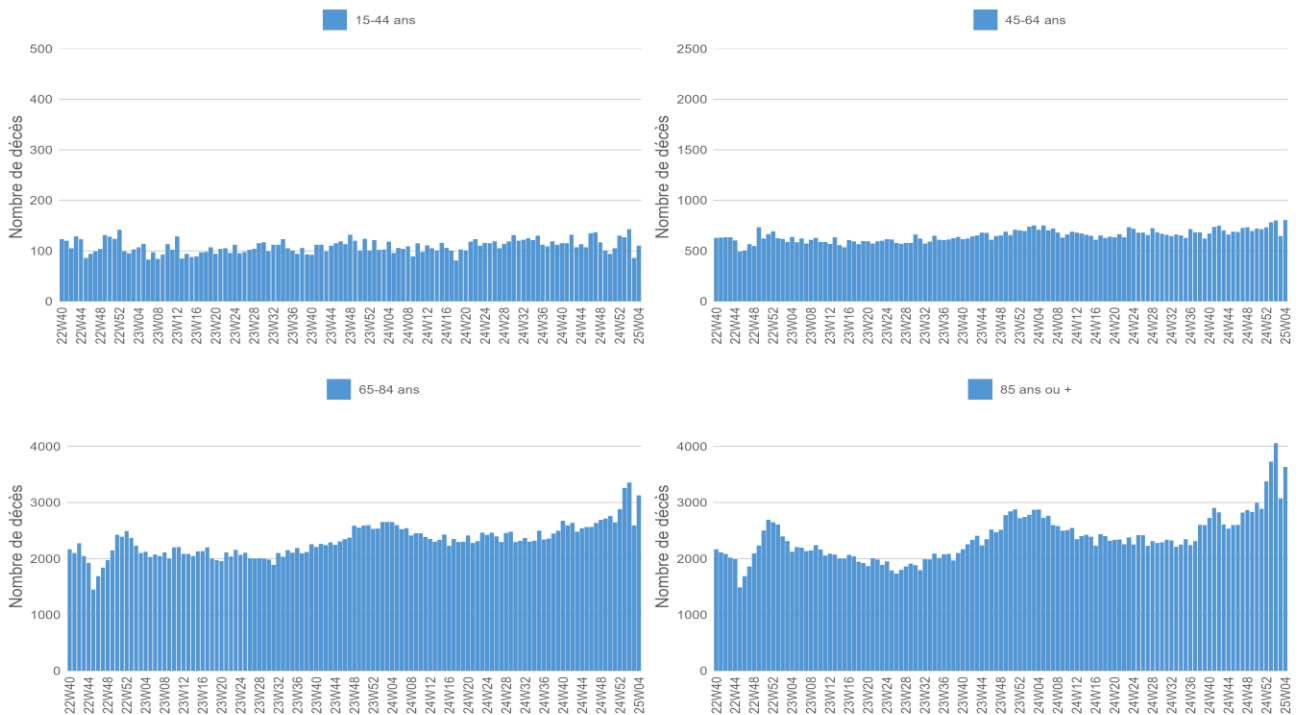 15-44 ans
Nombre de décès
500
400
300
200
100
0
22W40 22W44 22W48 22W52 23W04 23W08 23W12 23W16 23W20 23W24 23W28 23W32 23W36 23W40 23W44 23W48 23W52 24W04 24W08 24W12 24W16 24W20 24W24 24W28 24W32 24W36 24W40 24W44 24W48 24W52 25W04
45-64 ans
Nombre de décès
2500
2000
1500
1000
500
0
22W40 22W44 22W48 22W52 23W04 23W08 23W12 23W16 23W20 23W24 23W28 23W32 23W36 23W40 23W44 23W48 23W52 24W04 24W08 24W12 24W16 24W20 24W24 24W28 24W32 24W36 24W40 24W44 24W48 24W52 25W04
65-84 ans
Nombre de décès
4000
3000
2000
1000
0
22W40 22W44 22W48 22W52 23W04 23W08 23W12 23W16 23W20 23W24 23W28 23W32 23W36 23W40 23W44 23W48 23W52 24W04 24W08 24W12 24W16 24W20 24W24 24W28 24W32 24W36 24W40 24W44 24W48 24W52 25W04
85 ans ou +
Nombre de décès
4000
3000
2000
1000
0
22W40 22W44 22W48 22W52 23W04 23W08 23W12 23W16 23W20 23W24 23W28 23W32 23W36 23W40 23W44 23W48 23W52 24W04 24W08 24W12 24W16 24W20 24W24 24W28 24W32 24W36 24W40 24W44 24W48 24W52 25W04